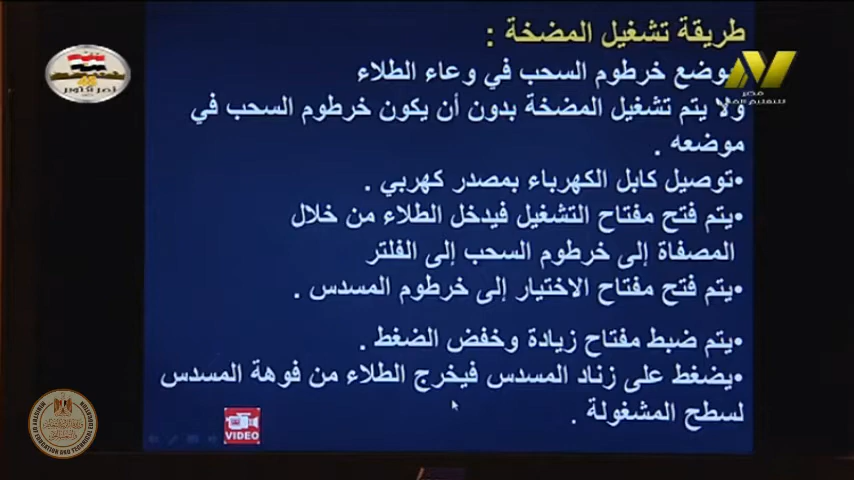 طريقة تشغيل المضخة :
يوضع خرطوم السحب في وعاء الطلاء
ولا يتم تشغيل المضخة بدون أن يكون خرطوم السحب في
موضعه .
•توصيل كابل الكهرباء بمصدر كهربي .
•يتم فتح مفتاح التشغيل فيدخل الطلاء من خلال
المصفاة إلى خرطوم السحب إلى الفلتر
•يتم فتح مفتاح الاختيار إلى خرطوم المسدس .
•يتم ضبط مفتاح زيادة وخفض الضغط .
•يضغط على زناد المسدس فيخرج الطلاء من فوهة المسدس
لسطح المشغولة .
VIDEO
مصر